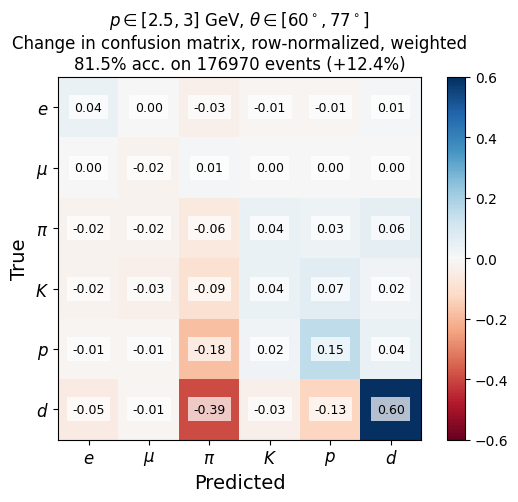 p ∈ [2.5, 3] GeV, θ ∈ [60°, 77°]
Change in confusion matrix, row-normalized, weighted
81.5% acc. on 176970 events (+12.4%)
e 0.04 0.00 -0.03 -0.01 -0.01 0.01
μ 0.00 -0.02 0.01 0.00 0.00 0.00
π -0.02 -0.02 -0.06 0.04 0.03 0.06
K -0.02 -0.03 -0.09 0.04 0.07 0.02
p -0.01 -0.01 -0.18 0.02 0.15 0.04
d -0.05 -0.01 -0.39 -0.03 -0.13 0.60
e μ π K p d
Predicted
True
0.6
0.4
0.2
0.0
−0.2
−0.4
−0.6